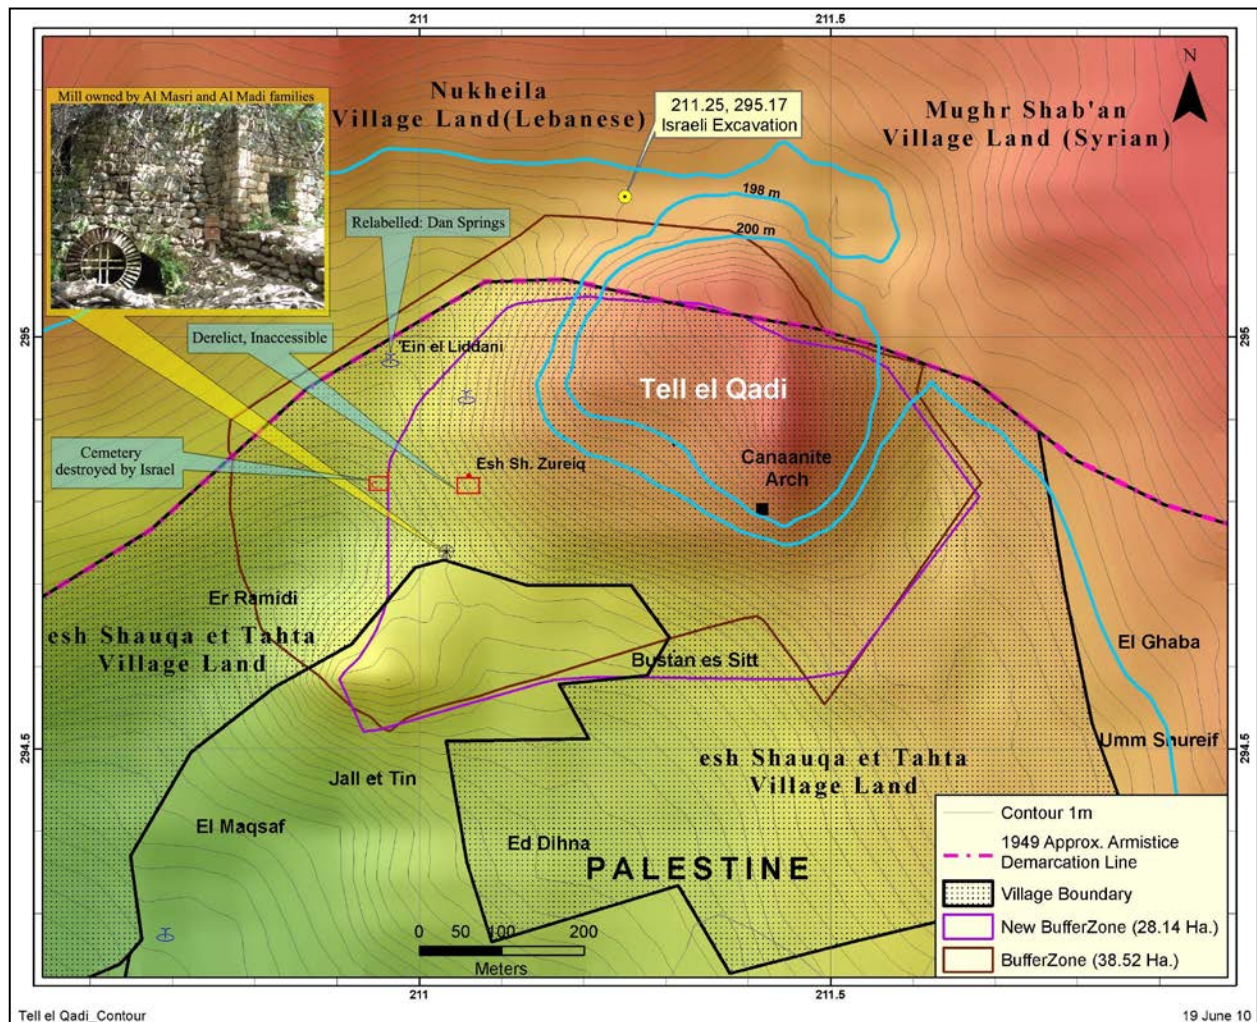 211
211.5
Mill owned by Al Masri and Al Madi families
Nukheila
Village Land(Lebanese)
211.25, 295.17
Israeli Excavation
Mughr Shab'an
Village Land (Syrian)
N
198 m
200 m
Relabelled: Dan Springs
295
295
Derelict, Inaccessible
'Ein el Liddani
Tell el Qadi
Cemetery
destroyed by Israel
Esh Sh. Zureiq
Canaanite
Arch
Er Ramidi
esh Shauqa et Tahta
Village Land
Bustan es Sitt
El Ghaba
294.5
294.5
Umm Shureif
esh Shauqa et Tahta
Village Land
Jall et Tin
El Maqsaf
Ed Dihna
PALESTINE
0 50 100 200
Meters
Contour 1m
1949 Approx. Armistice
Demarcation Line
Village Boundary
New BufferZone (28.14 Ha.)
BufferZone (38.52 Ha.)
211
211.5
Tell el Qadi_Contour
19 June 10